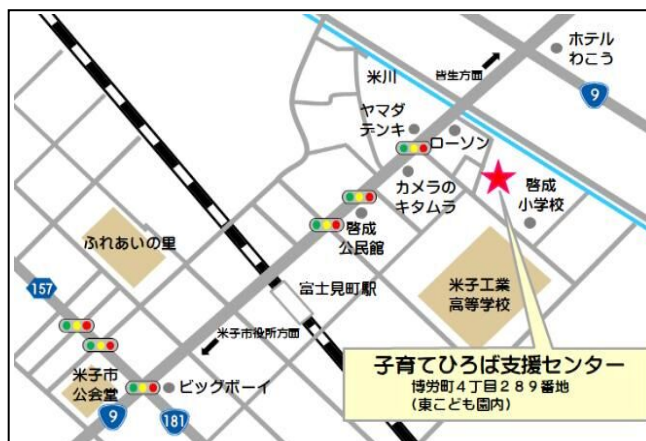 ホテル
わこう
皆生方面
米川
9
ヤマダ
デンキ
ローソン
カメラの
キタムラ
啓成
小学校
啓成
公民館
ふれあいの里
富士見町駅
米子工業
高等学校
157
米子市役所方面
子育てひろば支援センター
博労町4丁目289番地
(東こども園内)
米子市
公会堂
ビッグボーイ
9
181